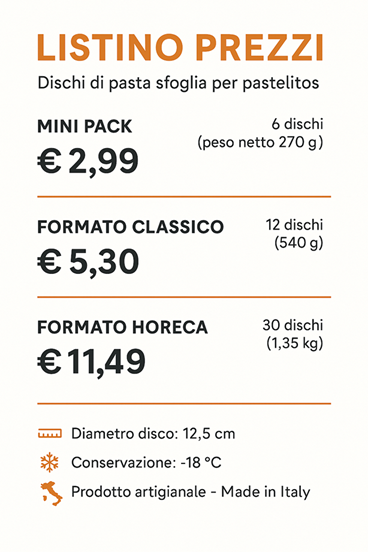 LISTINO PREZZI
Dischi di pasta sfoglia per pastelitos
MINI PACK
€ 2,99
6 dischi
(peso netto 270 g)
FORMATO CLASSICO
€ 5,30
12 dischi
(540 g)
FORMATO HORECA
€ 11,49
30 dischi
(1,35 kg)
Diametro disco: 12,5 cm
Conservazione: -18 °C
Prodotto artigianale - Made in Italy